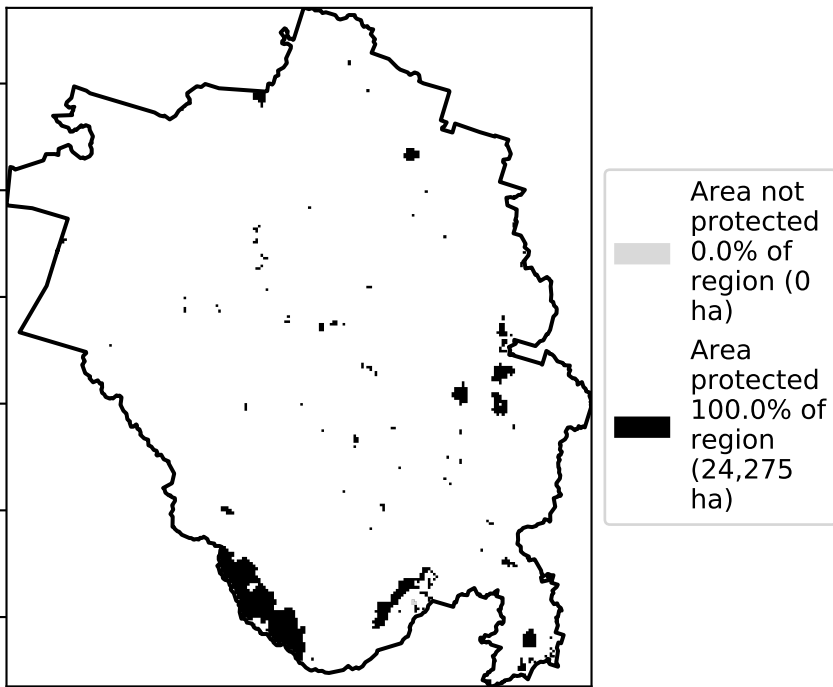 Area not
protected
0.0% of
region (0
ha)
Area
protected
100.0% of
region
(24,275
ha)